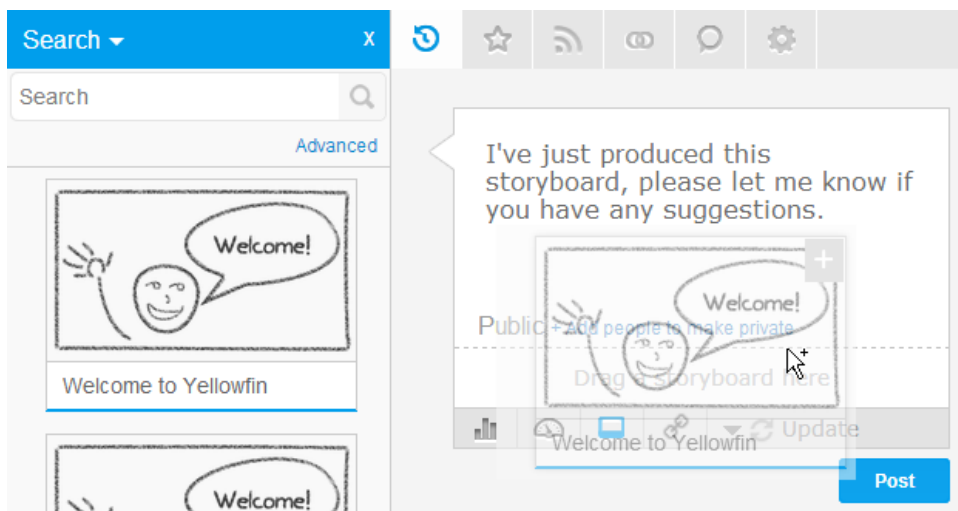 Search
X
Search
Advanced
Welcome!
Welcome to Yellowfin
Welcome!
I've just produced this
storyboard, please let me know if
you have any suggestions.
Welcome!
Public + add people to make private
Drag a storyboard here
Welcome to Yellowfin
Update
Post